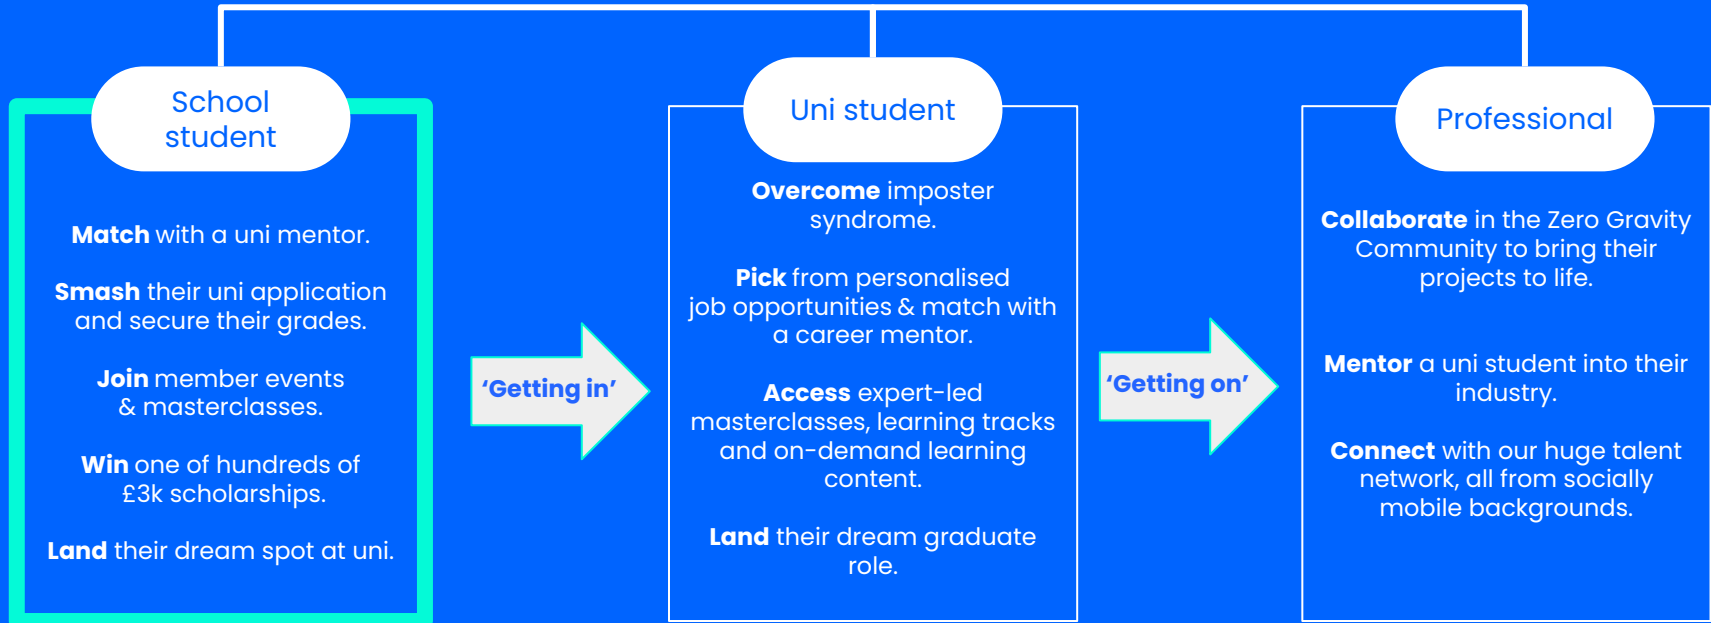 School
student
Match with a uni mentor.
Smash their uni application
and secure their grades.
Join member events
& masterclasses.
Win one of hundreds of
£3k scholarships.
Land their dream spot at uni.
‘Getting in’
Uni student
Overcome imposter
syndrome.
Pick from personalised
job opportunities & match with
a career mentor.
Access expert-led
masterclasses, learning tracks
and on-demand learning
content.
Land their dream graduate
role.
‘Getting on’
Professional
Collaborate in the Zero Gravity
Community to bring their
projects to life.
Mentor a uni student into their
industry.
Connect with our huge talent
network, all from socially
mobile backgrounds.